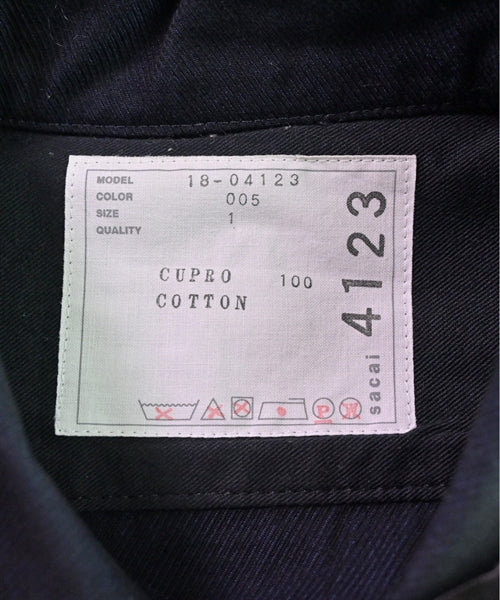 MODEL 18-04123
COLOR 005
SIZE 1
QUALITY
CUPRO 100
COTTON
P W
sacai 4123